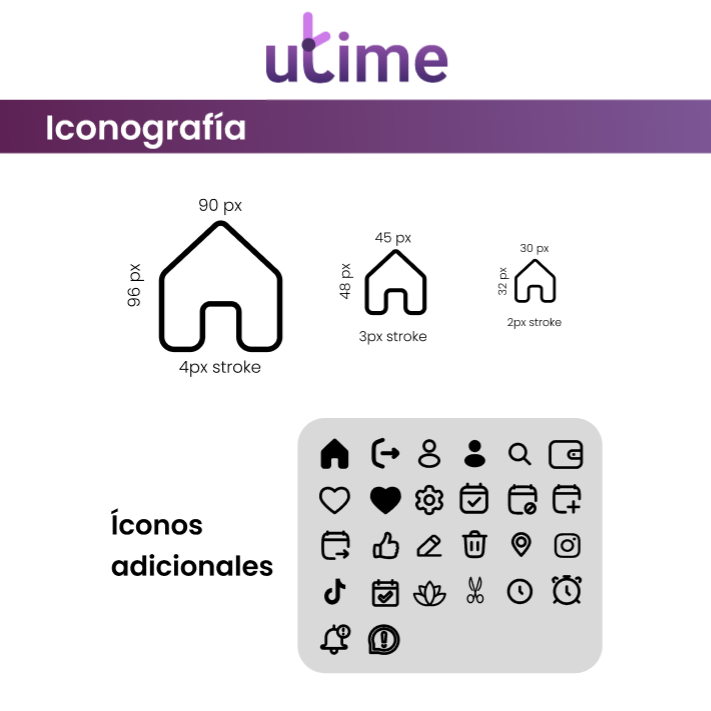 utime
Iconografía
90 px
96 px
4px stroke
45 px
48 px
3px stroke
30 px
32 px
2px stroke
Íconos
adicionales